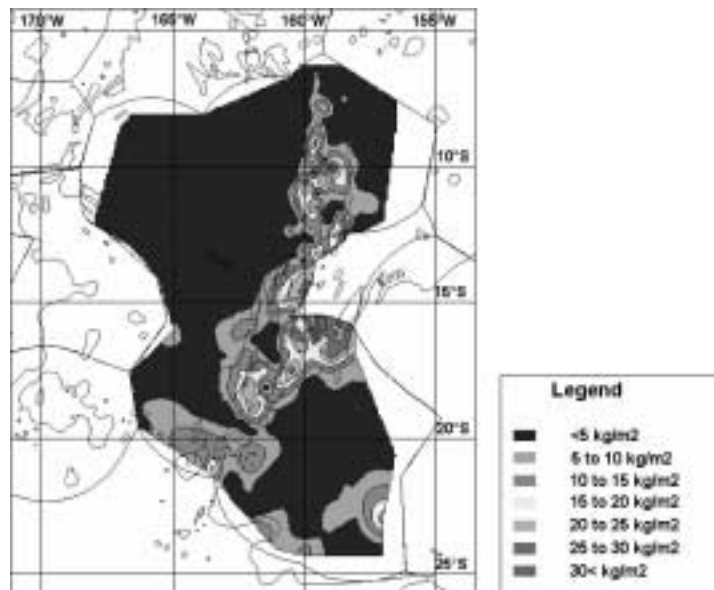 170°W 165°W 160°W 155°W
10°S
15°S
20°S
25°S
Legend
<5 kg/m2
5 to 10 kg/m2
10 to 15 kg/m2
15 to 20 kg/m2
20 to 25 kg/m2
25 to 30 kg/m2
30< kg/m2